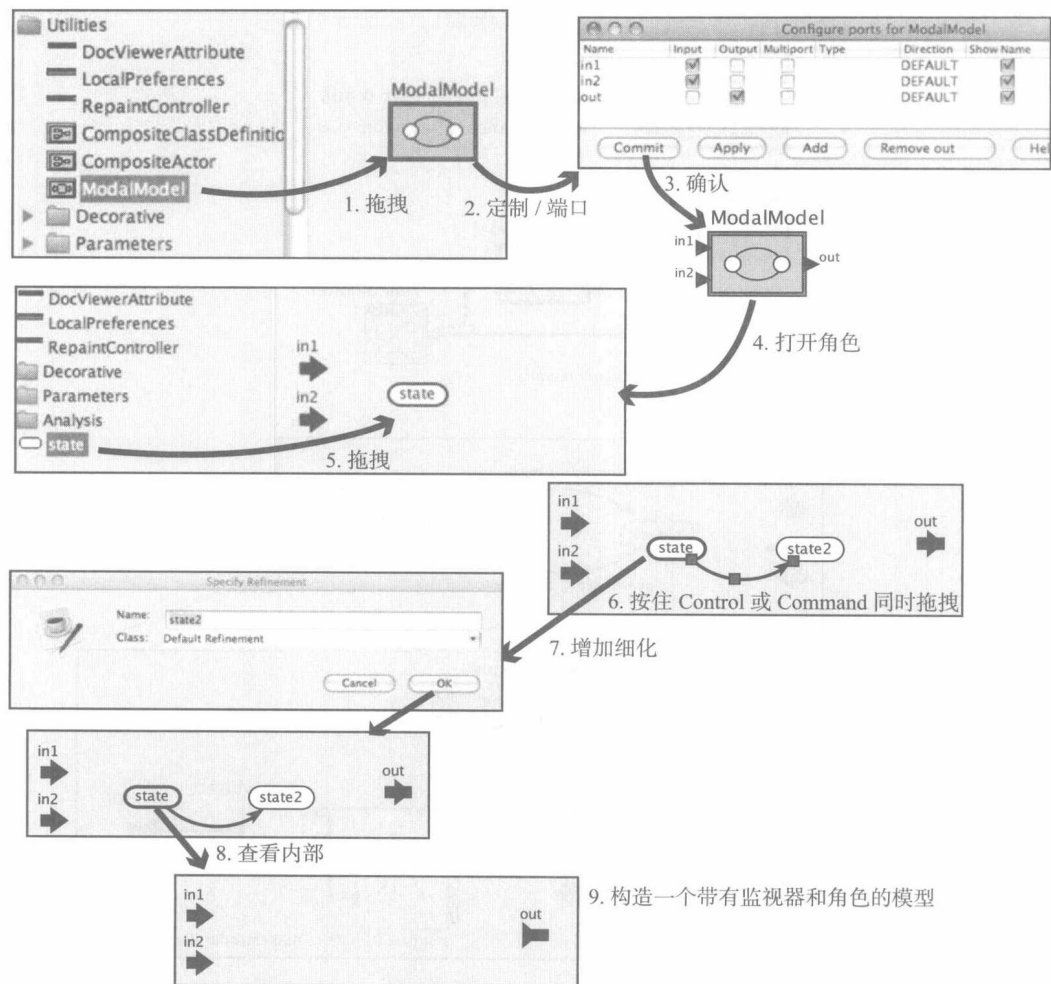 Utilities
DocViewerAttribute
LocalPreferences
RepaintController
CompositeClassDefinitio
CompositeActor
ModalModel
Decorative
Parameters
ModalModel
1. 拖拽
2. 定制 / 端口
Configure ports for ModalModel
Name Input Output Multiport Type Direction Show Name
in1 DEFAULT
in2 DEFAULT
out DEFAULT
Commit Apply Add Remove out Hel
3. 确认
ModalModel
in1
in2
out
4. 打开角色
DocViewerAttribute
LocalPreferences
RepaintController
Decorative
Parameters
Analysis
state
in1
in2
state
5. 拖拽
in1
in2
out
state
state2
6. 按住 Control 或 Command 同时拖拽
7. 增加细化
Specify Refinement
Name: state2
Class: Default Refinement
Cancel OK
in1
in2
out
state
state2
8. 查看内部
in1
in2
out
9. 构造一个带有监视器和角色的模型